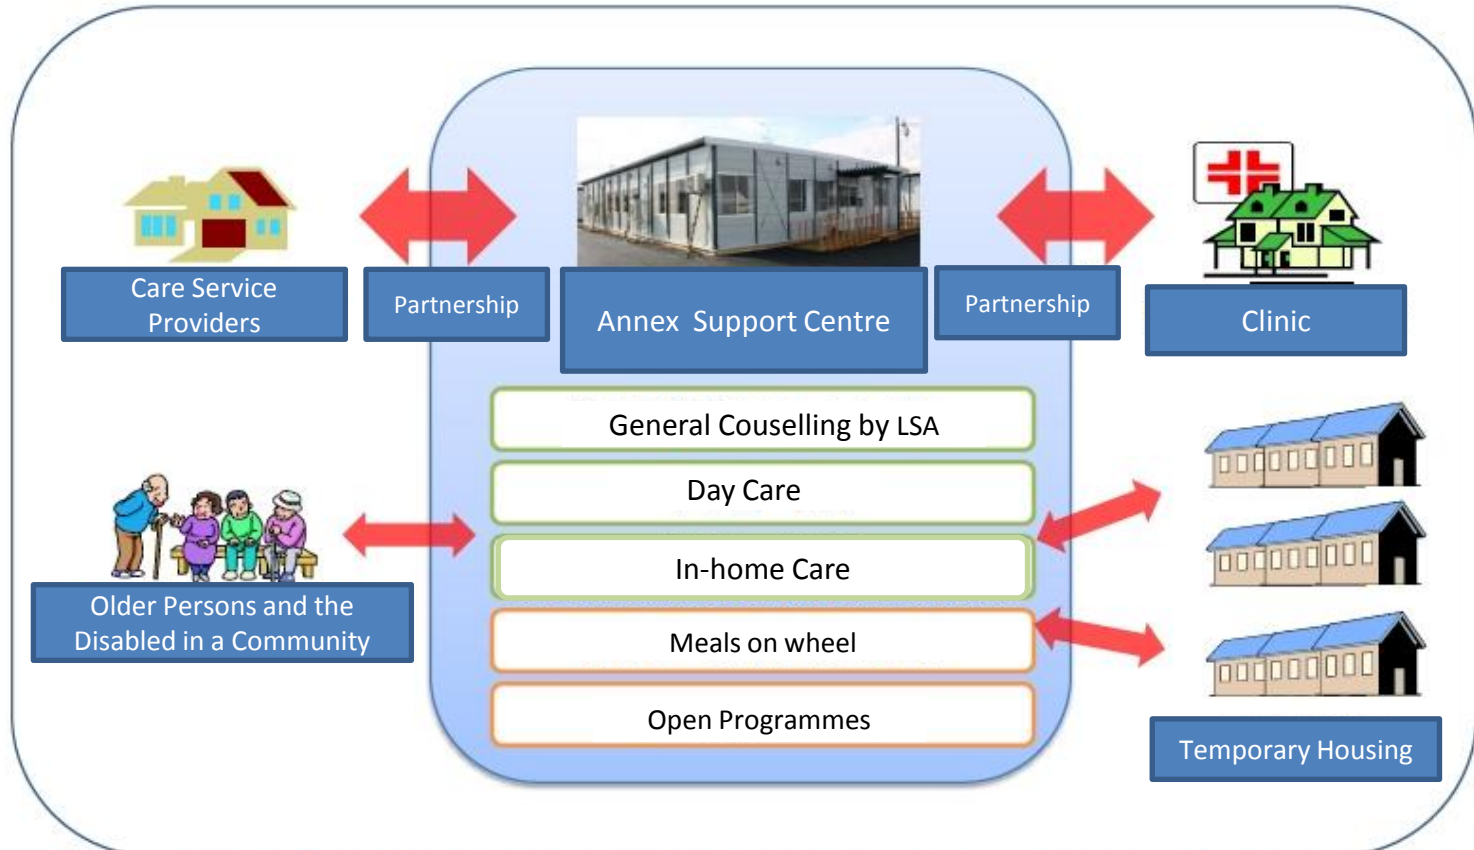 Care Service
Providers
Partnership
Annex Support Centre
Partnership
Clinic
General Couselling by LSA
Day Care
In-home Care
Meals on wheel
Open Programmes
Older Persons and the
Disabled in a Community
Temporary Housing